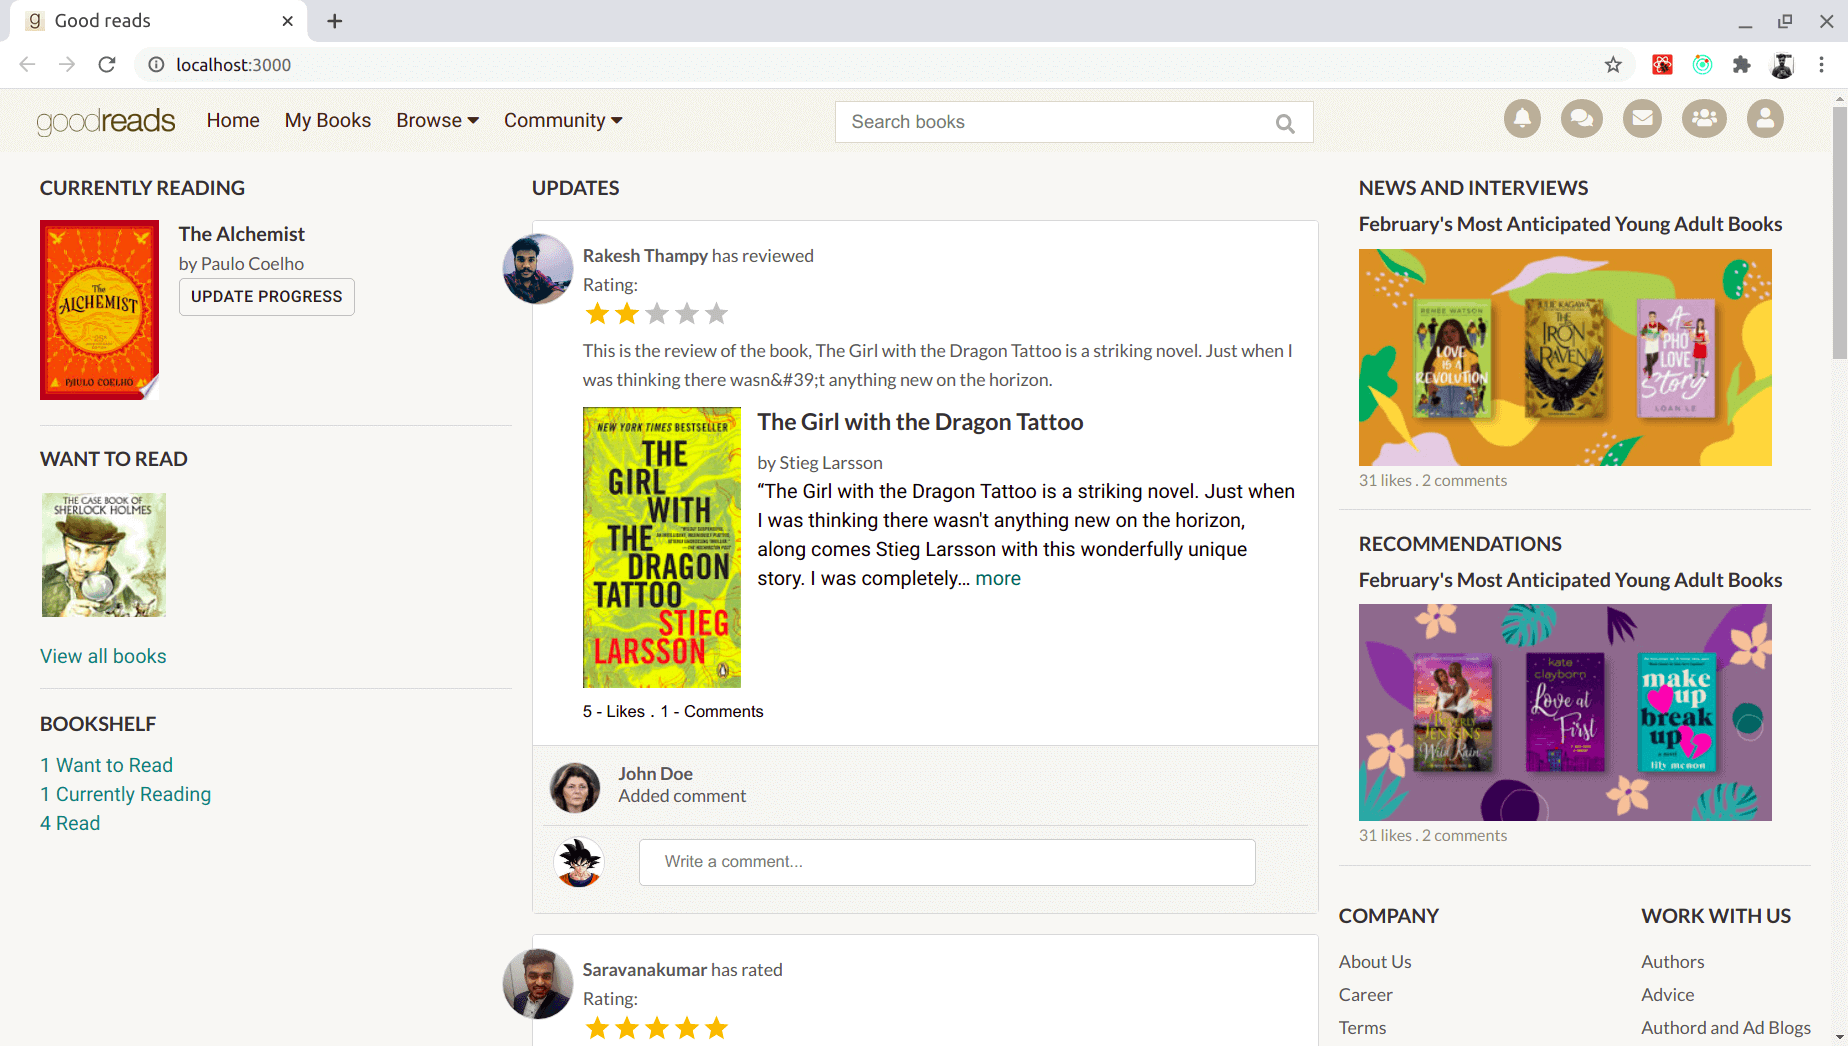 Good reads
localhost:3000
goodreads Home My Books Browse Community
Search books
CURRENTLY READING
The
ALCHEMIST
PAULO COELHO
The Alchemist
by Paulo Coelho
UPDATE PROGRESS
WANT TO READ
THE CASE BOOK OF
SHERLOCK HOLMES
View all books
BOOKSHELF
1 Want to Read
1 Currently Reading
4 Read
UPDATES
Rakesh Thampy has reviewed
Rating:
This is the review of the book, The Girl with the Dragon Tattoo is a striking novel. Just when I
was thinking there wasn&#39;t anything new on the horizon.
NEW YORK TIMES BESTSELLER
THE
GIRL
WITH
THE
DRAGON
TATTOO
STIEG
LARSSON
The Girl with the Dragon Tattoo
by Stieg Larsson
“The Girl with the Dragon Tattoo is a striking novel. Just when
I was thinking there wasn't anything new on the horizon,
along comes Stieg Larsson with this wonderfully unique
story. I was completely... more
5 - Likes . 1 - Comments
John Doe
Added comment
Write a comment...
Saravanakumar has rated
Rating:
NEWS AND INTERVIEWS
February's Most Anticipated Young Adult Books
RENÉE WATSON
LOVE
IS A
REVOLUTION
JULIE KAGAWA
THE
IRON
RAVEN
A
PHO
LOVE
Story
LOAN LE
31 likes . 2 comments
RECOMMENDATIONS
February's Most Anticipated Young Adult Books
BEVERLY
JENKINS
Wild Rain
kate
clayborn
Love at
First
make
up
break
up
lily menon
31 likes . 2 comments
COMPANY
About Us
Career
Terms
WORK WITH US
Authors
Advice
Authord and Ad Blogs